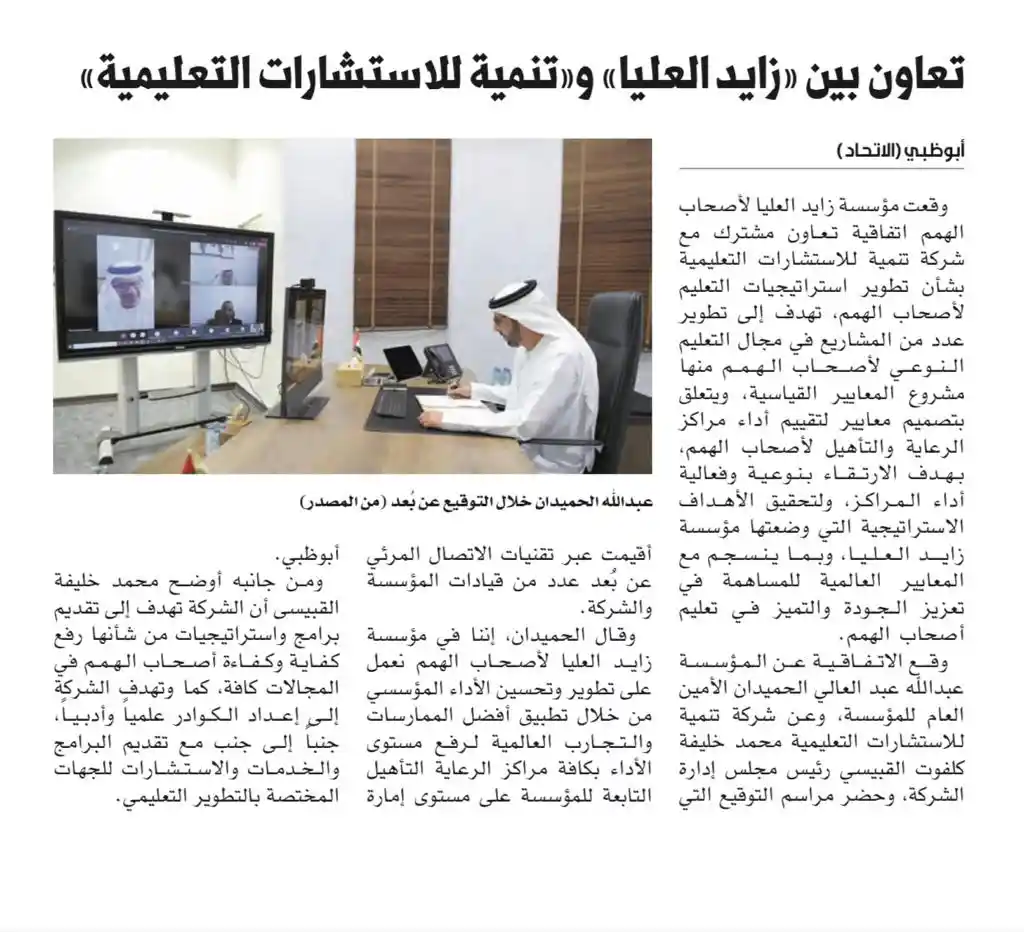 تعاون بين «زايد العليا» و«تنمية للاستشارات التعليمية»
أبوظبي (الاتحاد)
وقعت مؤسسة زايد العليا لأصحاب
الهمم اتفاقية تعاون مشترك مع
شركة تنمية للاستشارات التعليمية
بشأن تطوير استراتيجيات التعليم
لأصحاب الهمم، تهدف إلى تطوير
عدد من المشاريع في مجال التعليم
النوعي لأصحاب الهمم منها
مشروع المعايير القياسية، ويتعلق
بتصميم معايير لتقييم أداء مراكز
الرعاية والتأهيل لأصحاب الهمم،
بهدف الارتقاء بنوعية وفعالية
أداء المراكز، ولتحقيق الأهداف
الاستراتيجية التي وضعتها مؤسسة
زايد العليا، وبما ينسجم مع
المعايير العالمية للمساهمة في
تعزيز الجودة والتميز في تعليم
أصحاب الهمم.
وقع الاتفاقية عن المؤسسة
عبدالله عبد العالي الحميدان الأمين
العام للمؤسسة، وعن شركة تنمية
للاستشارات التعليمية محمد خليفة
كلفوت القبيسي رئيس مجلس إدارة
الشركة، وحضر مراسم التوقيع التي
عبدالله الحميدان خلال التوقيع عن بُعد (من المصدر)
أقيمت عبر تقنيات الاتصال المرئي
عن بُعد عدد من قيادات المؤسسة
والشركة.
وقال الحميدان، إننا في مؤسسة
زايد العليا لأصحاب الهمم نعمل
على تطوير وتحسين الأداء المؤسسي
من خلال تطبيق أفضل الممارسات
والتجارب العالمية لرفع مستوى
الأداء بكافة مراكز الرعاية التأهيل
التابعة للمؤسسة على مستوى إمارة
أبوظبي.
ومن جانبه أوضح محمد خليفة
القبيسى أن الشركة تهدف إلى تقديم
برامج واستراتيجيات من شأنها رفع
كفاية وكفاءة أصحاب الهمم في
المجالات كافة، كما وتهدف الشركة
إلى إعداد الكوادر علمياً وأدبياً،
جنباً إلى جنب مع تقديم البرامج
والخدمات والاستشارات للجهات
المختصة بالتطوير التعليمي.